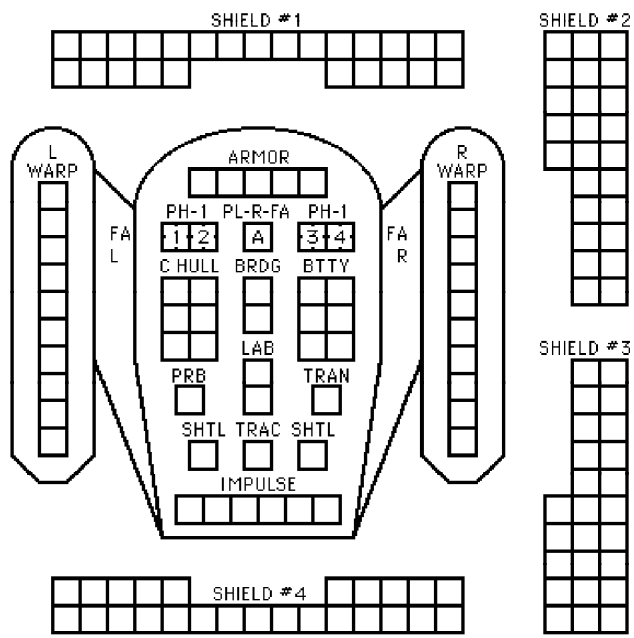 SHIELD #1
SHIELD #2
L
WARP
R
WARP
ARMOR
PH-1 PL-R-FA PH-1
1 2 A 3 4
FA
L
FA
R
C HULL BRDG BTTY
LAB
PRB TRAN
SHTL TRAC SHTL
IMPULSE
SHIELD #3
SHIELD #4